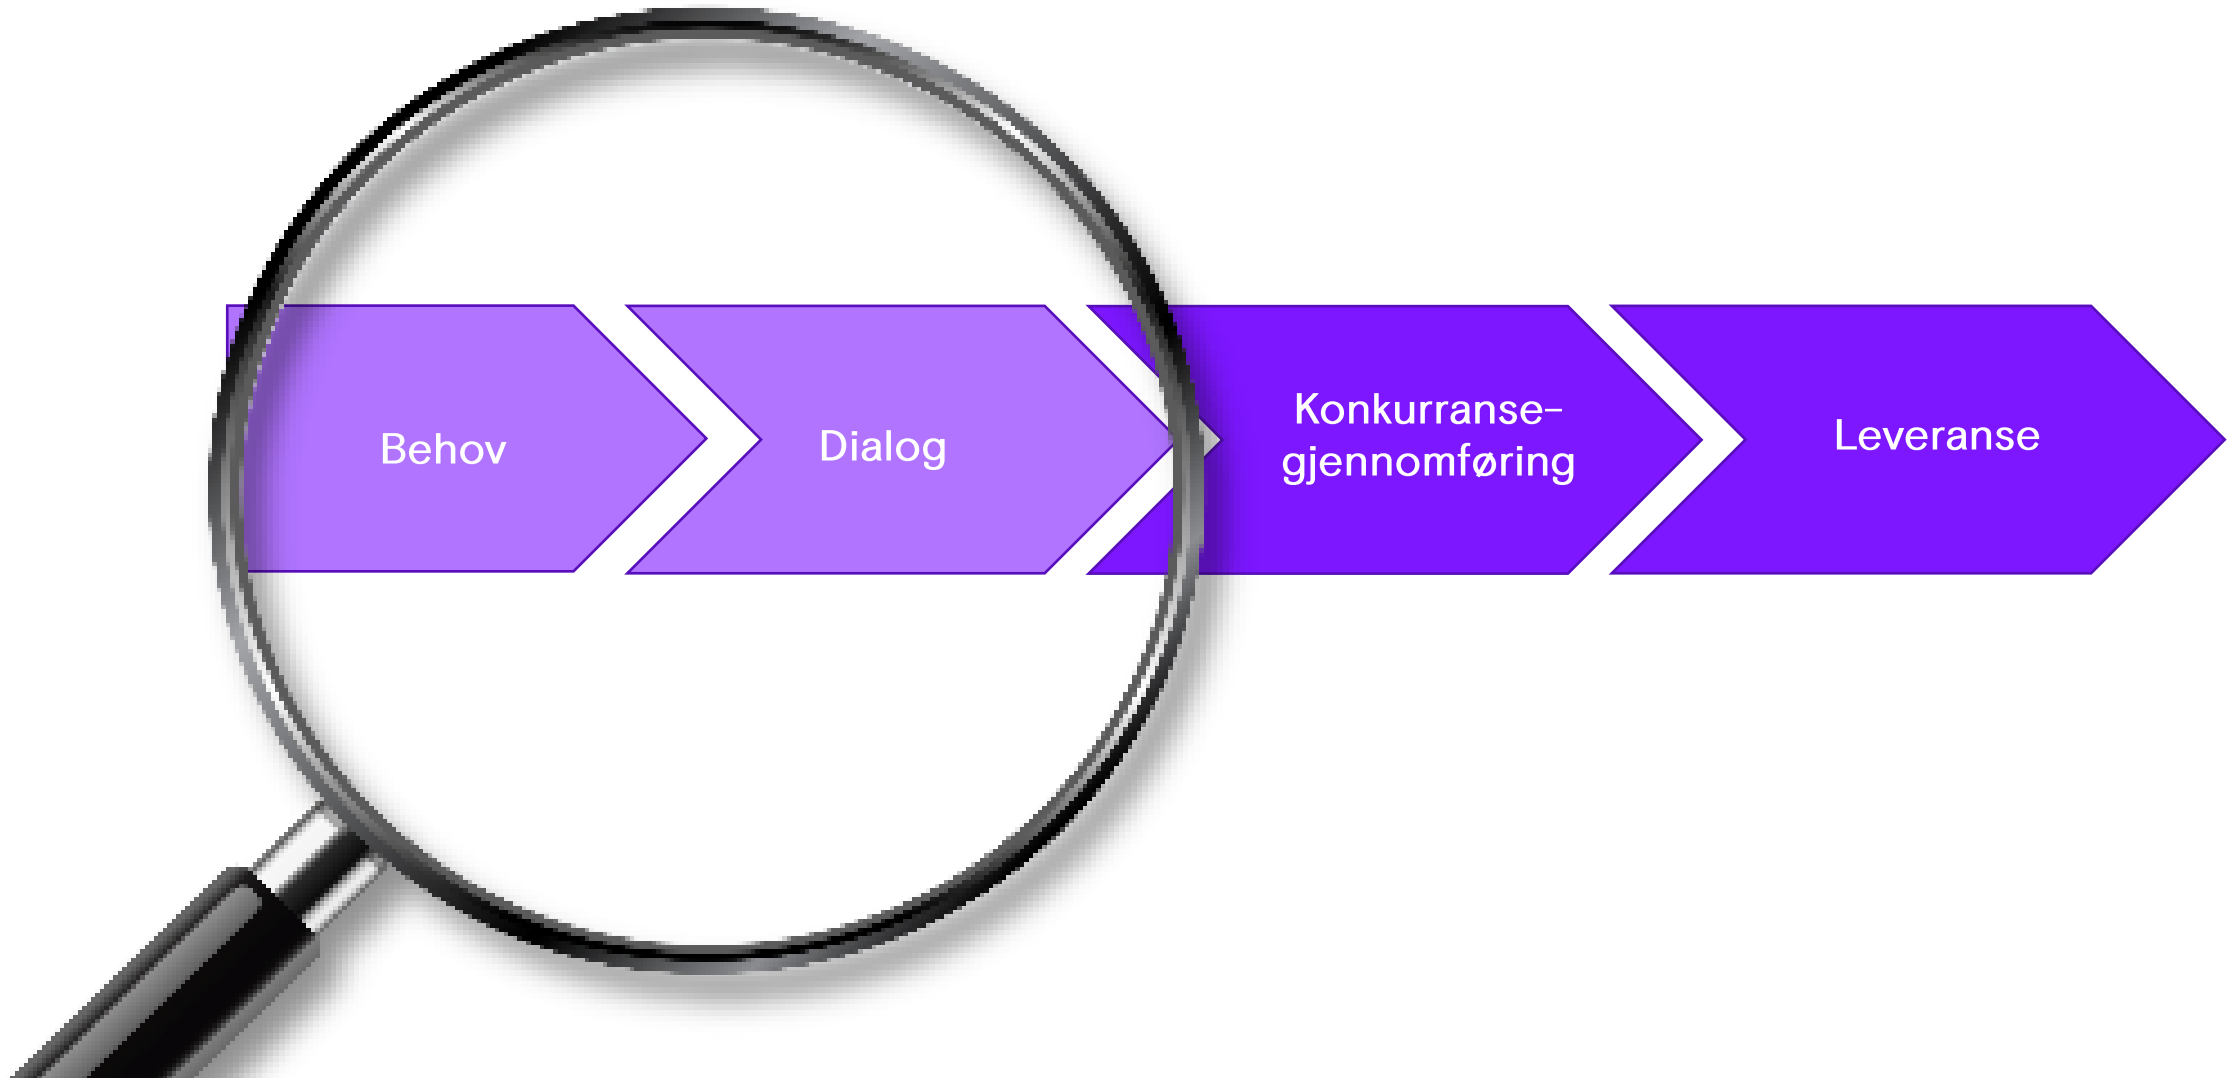 Behov
Dialog
Konkurranse-
gjennomføring
Leveranse